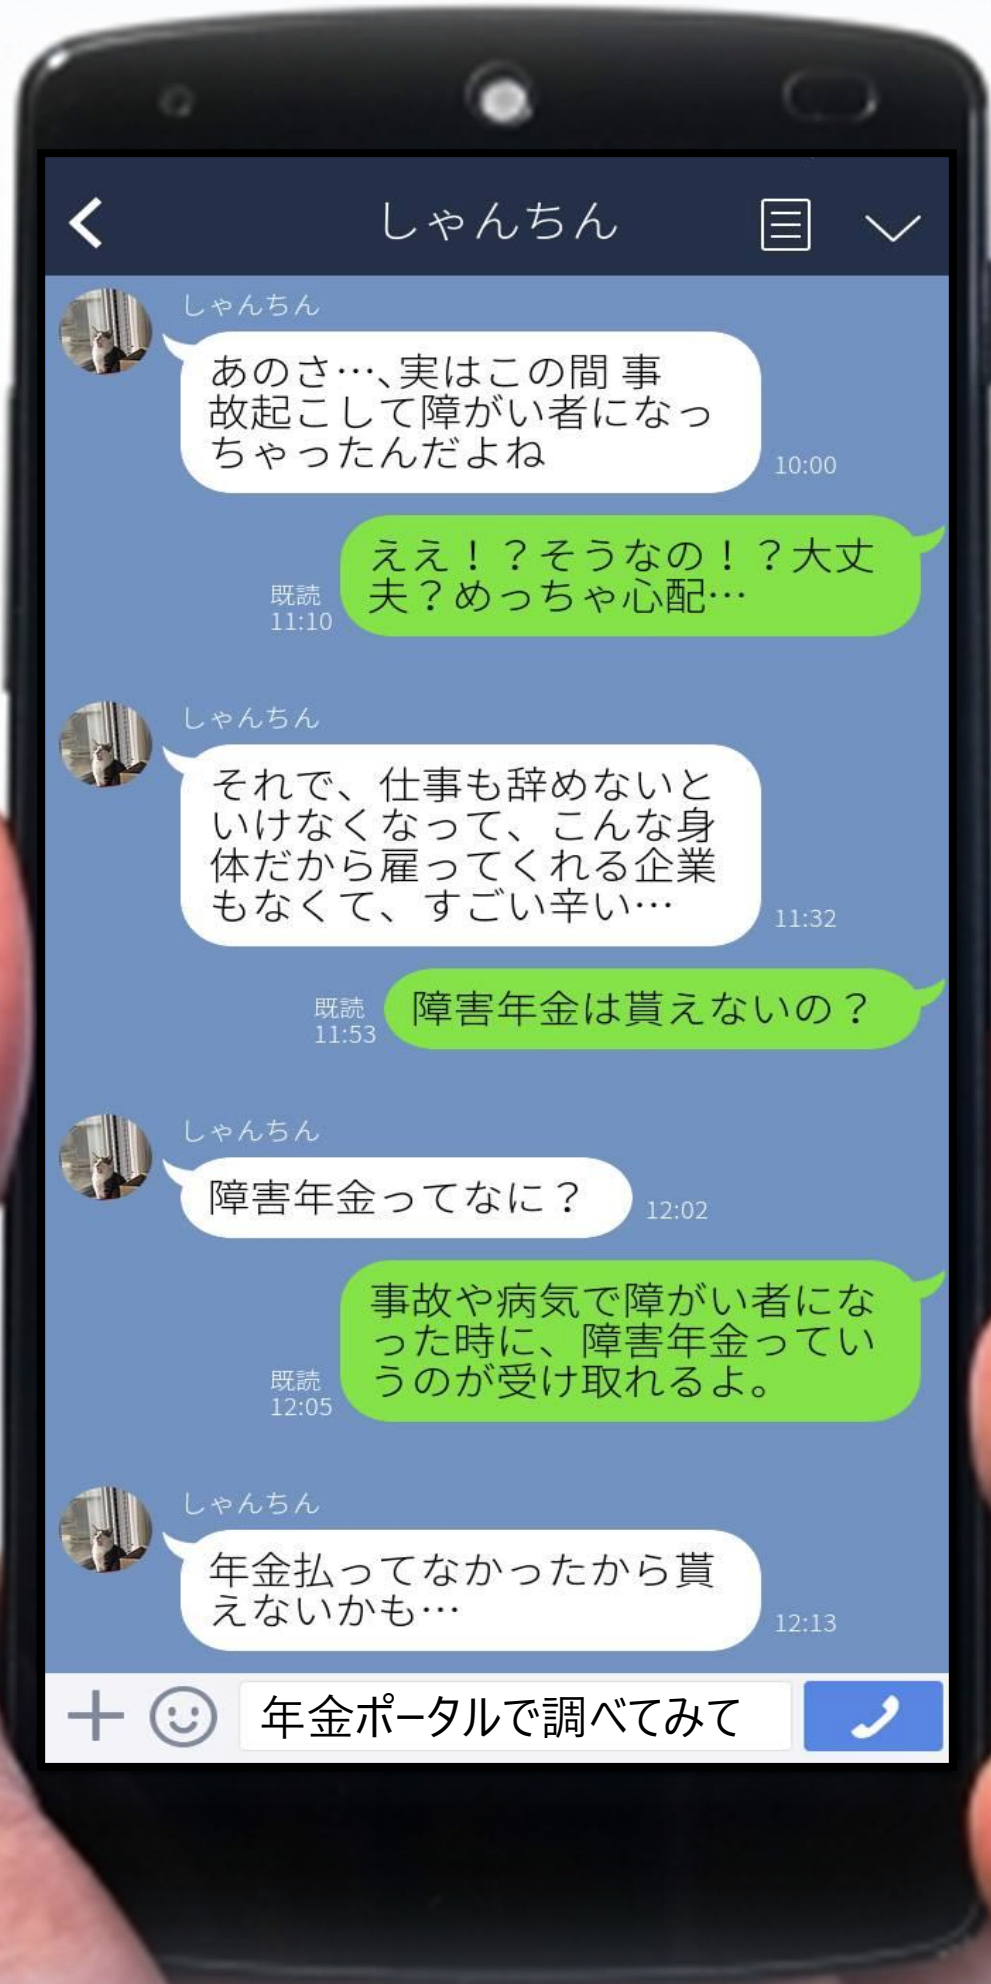 しゃんちん
しゃんちん
あのさ…、実はこの間 事
故起こして障がい者になっ
ちゃったんだよね
10:00
ええ！？そうなの！？大丈
夫？めっちゃ心配…
既読
11:10
しゃんちん
それで、仕事も辞めないと
いけなくなって、こんな身
体だから雇ってくれる企業
もなくて、すごい辛い…
11:32
障害年金は貰えないの？
既読
11:53
しゃんちん
障害年金ってなに？
12:02
事故や病気で障がい者にな
った時に、障害年金ってい
うのが受け取れるよ。
既読
12:05
しゃんちん
年金払ってなかったから貰
えないかも…
12:13
年金ポータルで調べてみて